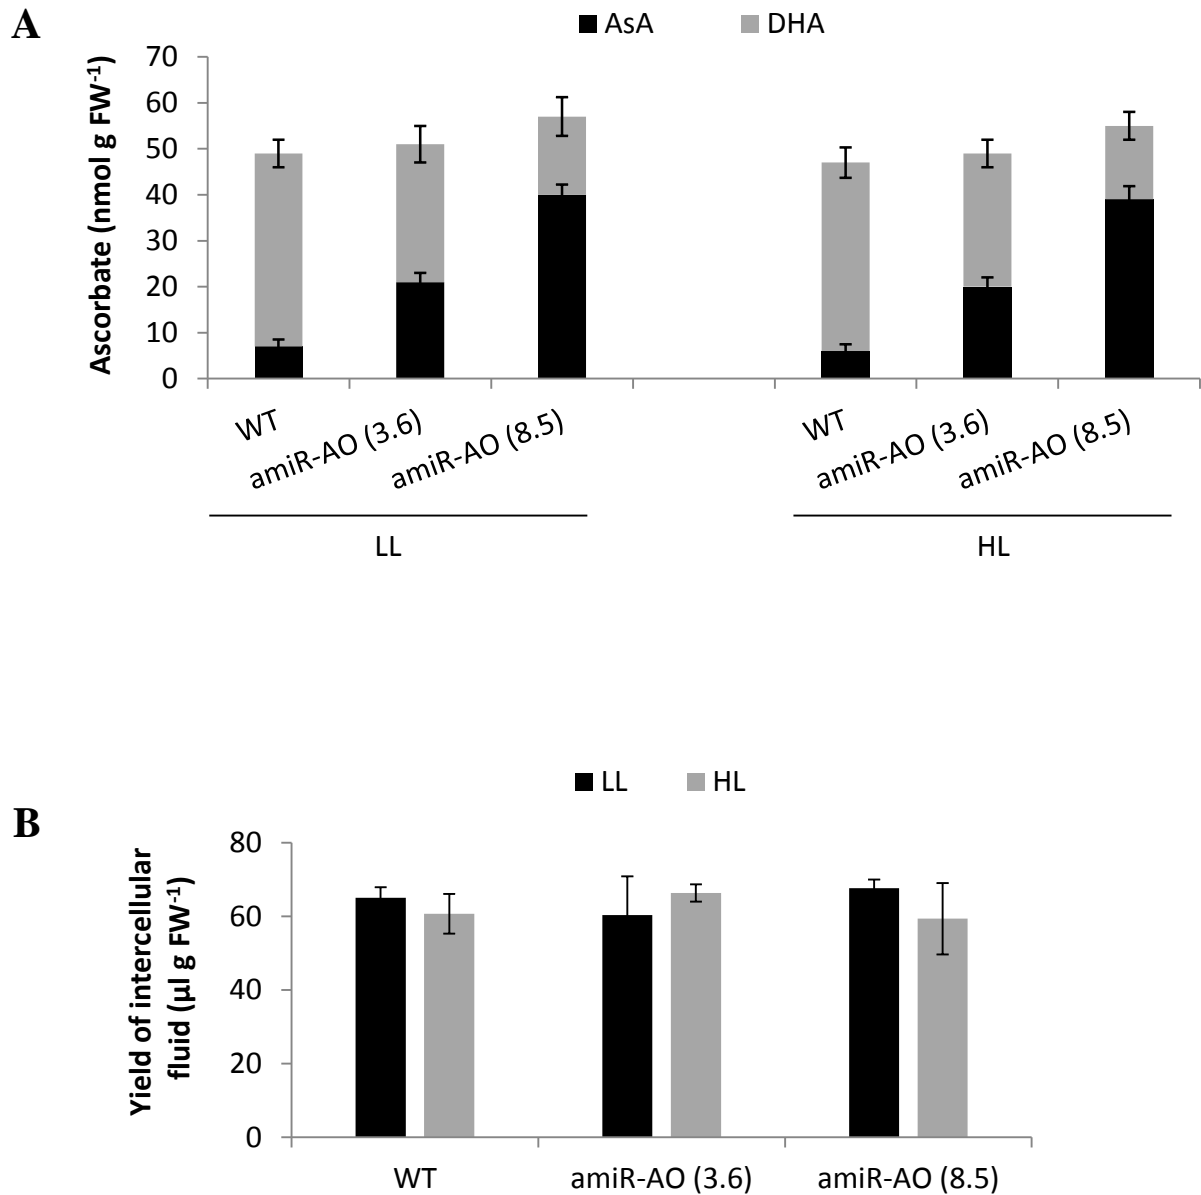 A
AsA DHA
Ascorbate (nmol g FW⁻¹)
70
60
50
40
30
20
10
0
WT
amiR-AO (3.6)
amiR-AO (8.5)
WT
amiR-AO (3.6)
amiR-AO (8.5)
LL
HL
B
LL HL
Yield of intercellular
fluid (µl g FW⁻¹)
80
60
40
20
0
WT
amiR-AO (3.6)
amiR-AO (8.5)